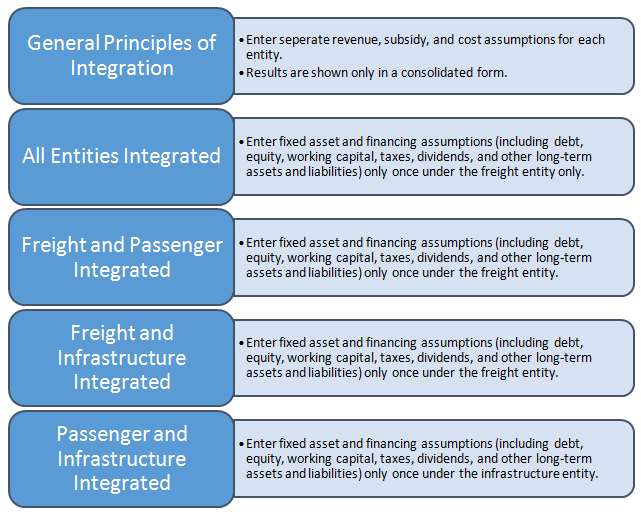 General Principles of
Integration
• Enter seperate revenue, subsidy, and cost assumptions for each
entity.
• Results are shown only in a consolidated form.
All Entities Integrated
• Enter fixed asset and financing assumptions (including debt,
equity, working capital, taxes, dividends, and other long-term
assets and liabilities) only once under the freight entity only.
Freight and Passenger
Integrated
• Enter fixed asset and financing assumptions (including debt,
equity, working capital, taxes, dividends, and other long-term
assets and liabilities) only once under the freight entity.
Freight and
Infrastructure
Integrated
• Enter fixed asset and financing assumptions (including debt,
equity, working capital, taxes, dividends, and other long-term
assets and liabilities) only once under the freight entity.
Passenger and
Infrastructure
Integrated
• Enter fixed asset and financing assumptions (including debt,
equity, working capital, taxes, dividends, and other long-term
assets and liabilities) only once under the infrastructure entity.